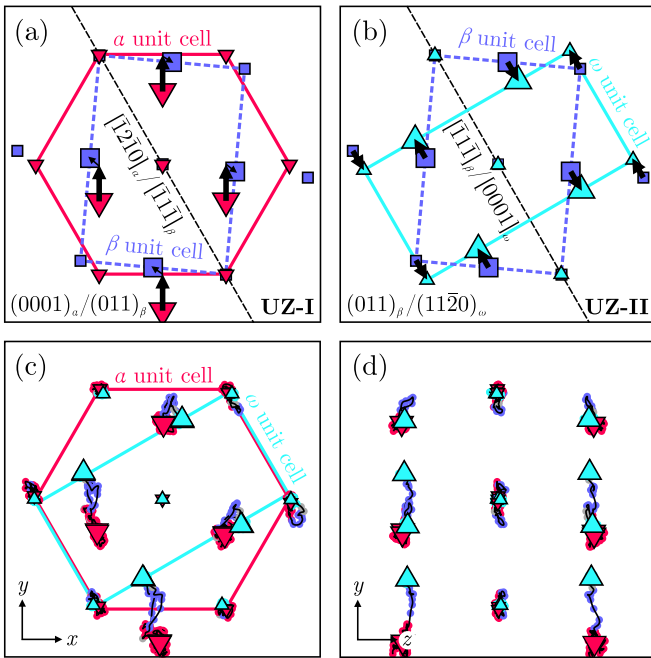 (a)
α unit cell
[1̄21̄0]α/[1̄11̄]β
β unit cell
(0001)α/(011)β
UZ-I
(b)
β unit cell
ω unit cell
[1̄11̄]β/[0001]ω
(011)β/(112̄0)ω
UZ-II
(c)
α unit cell
ω unit cell
y
x
(d)
y
z